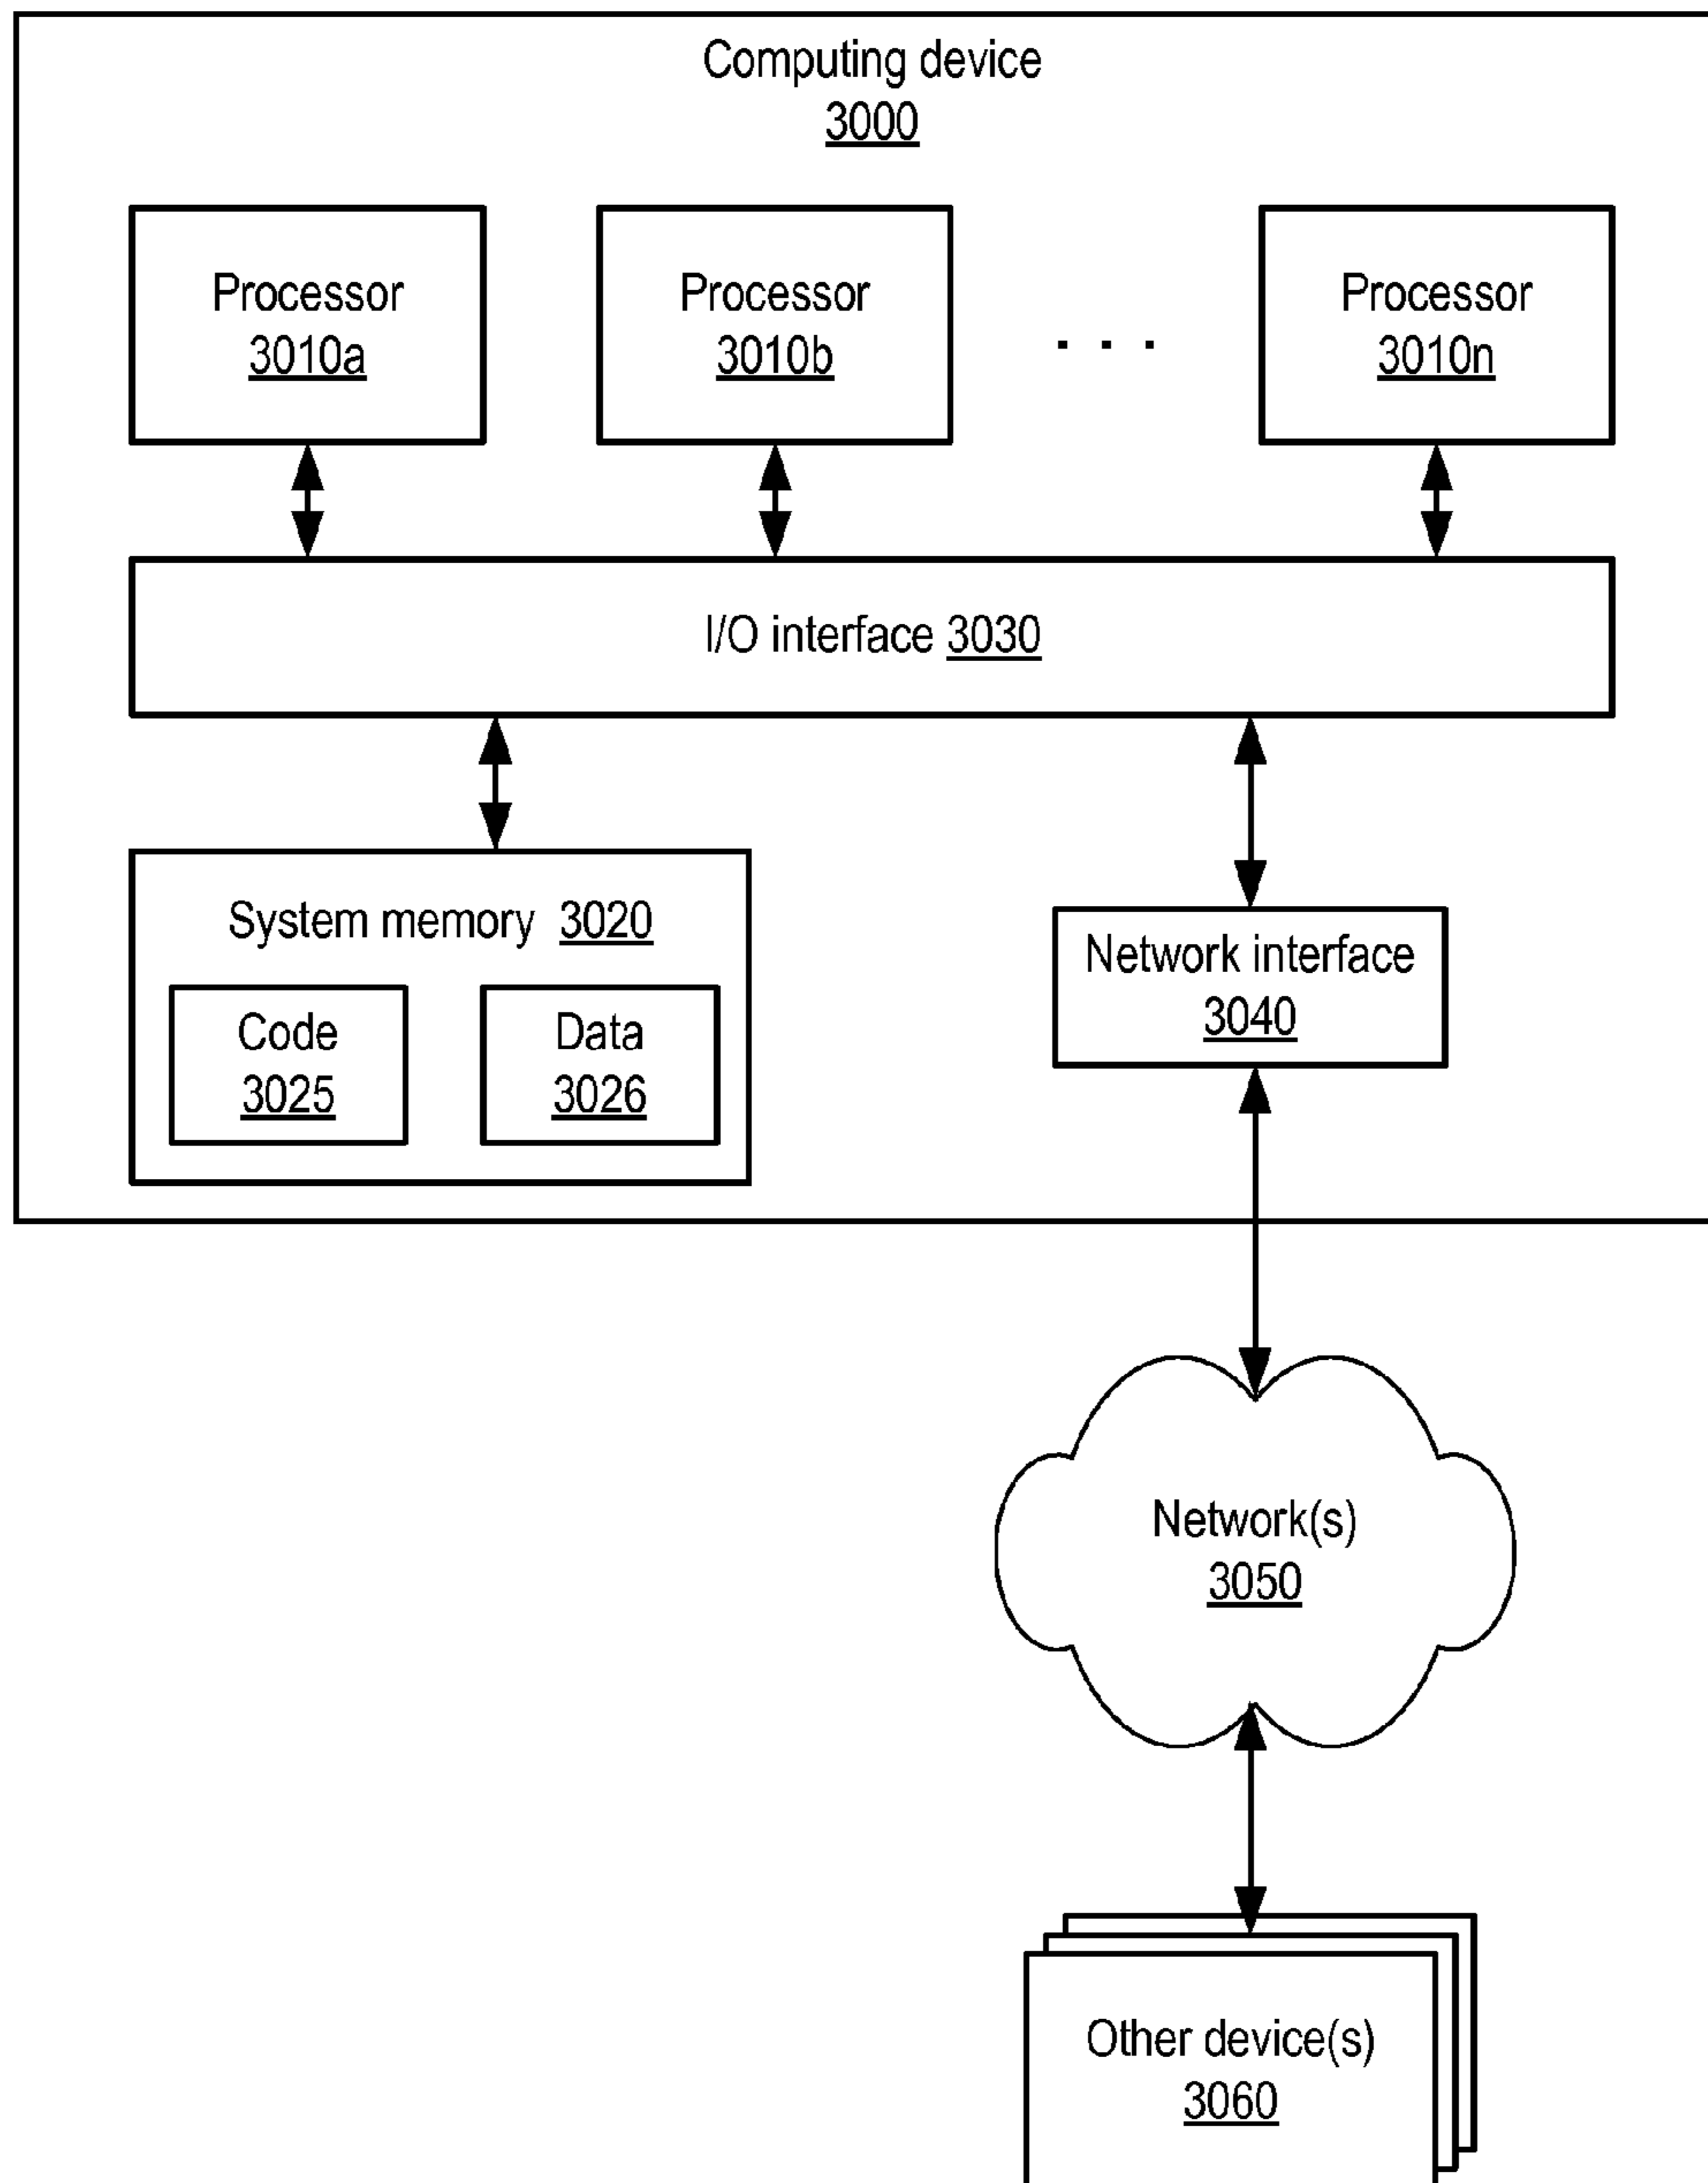 Computing device
3000
Processor
3010a
Processor
3010b
. . .
Processor
3010n
I/O interface 3030
System memory 3020
Code
3025
Data
3026
Network interface
3040
Network(s)
3050
Other device(s)
3060